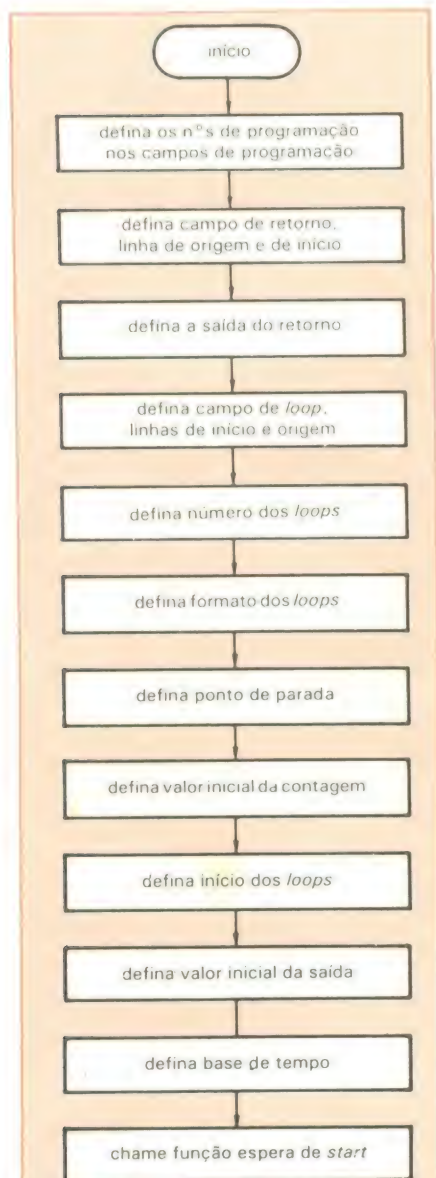 início
defina os n°s de programação
nos campos de programação
defina campo de retorno,
linha de origem e de início
defina a saída do retorno
defina campo de loop,
linhas de início e origem
defina número dos loops
defina formato dos loops
defina ponto de parada
defina valor inicial da contagem
defina início dos loops
defina valor inicial da saída
defina base de tempo
chame função espera de start